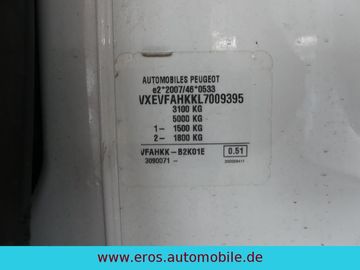 AUTOMOBILES PEUGEOT
e2*2007/46*0533
VXEVFAHKKL7009395
3100 KG
5000 KG
1- 1500 KG
2- 1800 KG
VFAHKK-B2K01E 0.51
3090071 -
www.eros.automobile.de